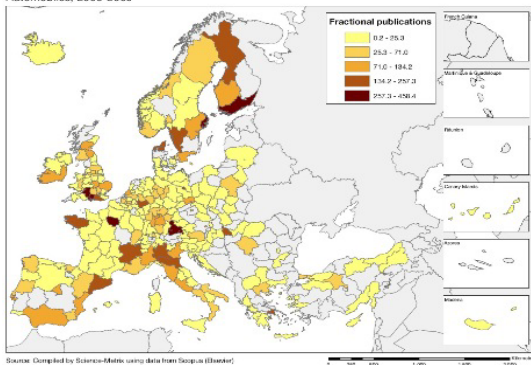 Fractional publications
0.2 - 25.3
25.3 - 71.0
71.0 - 134.2
134.2 - 257.3
257.3 - 458.4
French Guiana
Martinique & Guadeloupe
Réunion
Canary Islands
Azores
Madeira
Source: Compiled by Science-Metrix using data from Scopus (Elsevier)